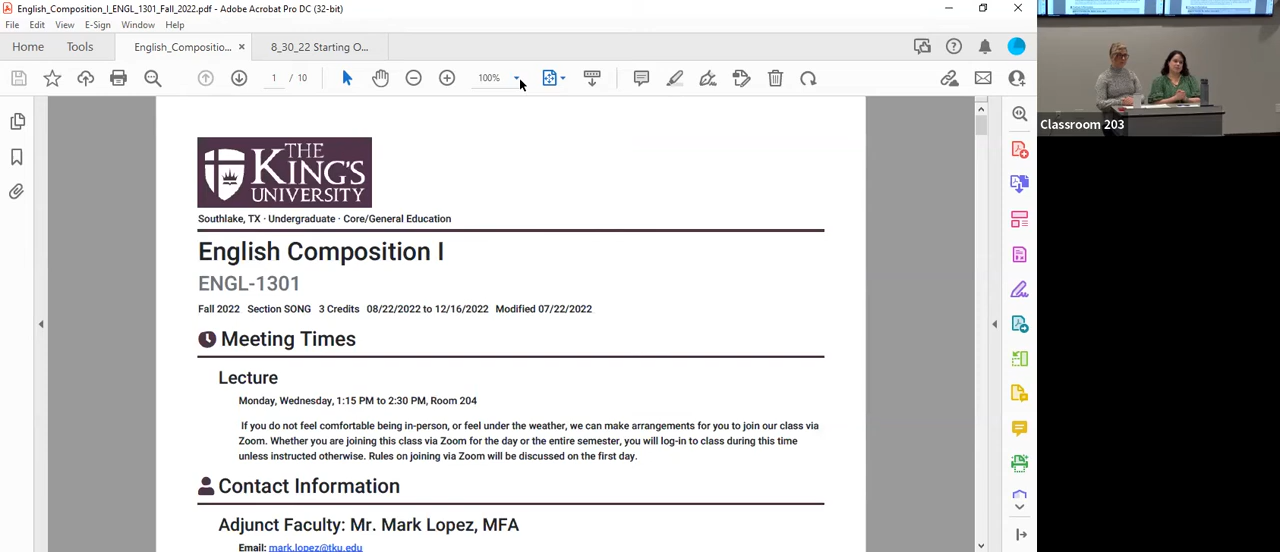 English_Composition_I_ENGL_1301_Fall_2022.pdf - Adobe Acrobat Pro DC (32-bit)
File Edit View E-Sign Window Help
Home Tools English_Compositio... × 8_30_22 Starting O...
1 / 10 100%
THE
KING'S
UNIVERSITY
Southlake, TX · Undergraduate · Core/General Education
English Composition I
ENGL-1301
Fall 2022 Section SONG 3 Credits 08/22/2022 to 12/16/2022 Modified 07/22/2022
Meeting Times
Lecture
Monday, Wednesday, 1:15 PM to 2:30 PM, Room 204
If you do not feel comfortable being in-person, or feel under the weather, we can make arrangements for you to join our class via
Zoom. Whether you are joining this class via Zoom for the day or the entire semester, you will log-in to class during this time
unless instructed otherwise. Rules on joining via Zoom will be discussed on the first day.
Contact Information
Adjunct Faculty: Mr. Mark Lopez, MFA
Email: mark.lopez@tku.edu
Classroom 203